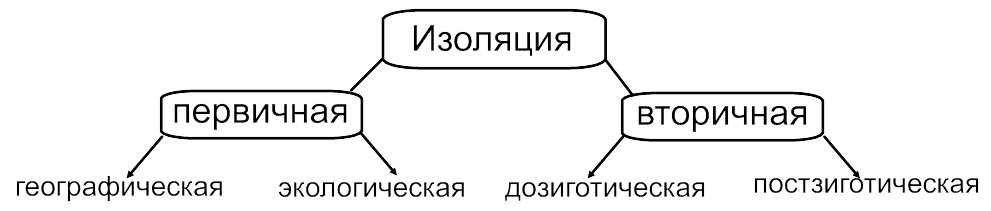 Изоляция
первичная
вторичная
географическая
экологическая
дозиготическая
постзиготическая